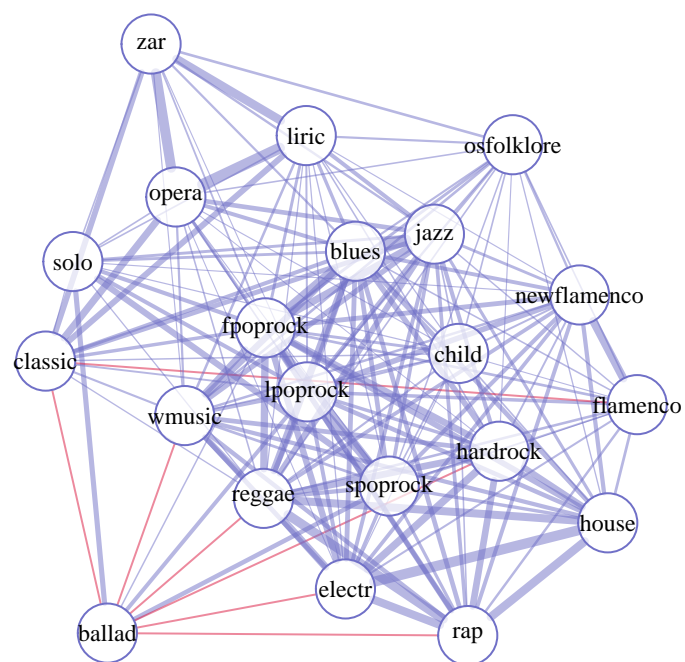 zar
liric
osfolklore
opera
jazz
blues
solo
newflamenco
fpoprock
child
classic
lpoprock
flamenco
wmusic
hardrock
reggae
spoprock
house
electr
ballad
rap